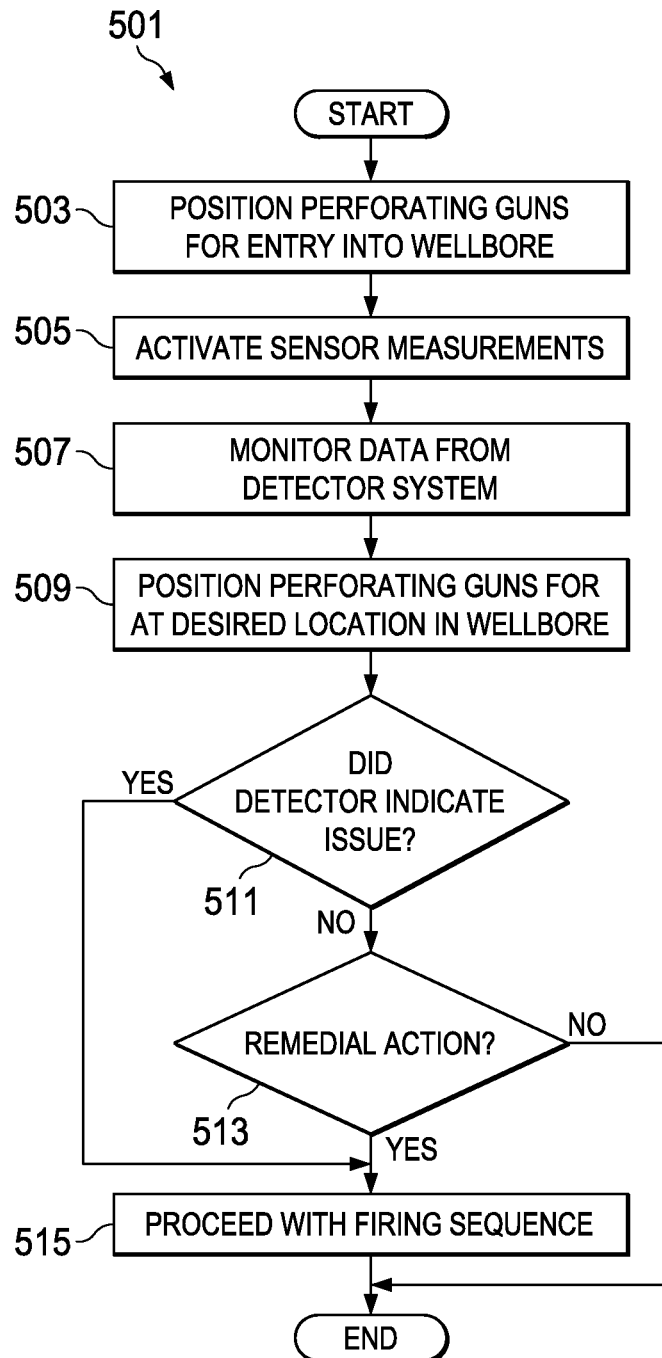 501
START
503
POSITION PERFORATING GUNS
FOR ENTRY INTO WELLBORE
505
ACTIVATE SENSOR MEASUREMENTS
507
MONITOR DATA FROM
DETECTOR SYSTEM
509
POSITION PERFORATING GUNS FOR
AT DESIRED LOCATION IN WELLBORE
YES
DID
DETECTOR INDICATE
ISSUE?
511
NO
REMEDIAL ACTION?
NO
513
YES
515
PROCEED WITH FIRING SEQUENCE
END